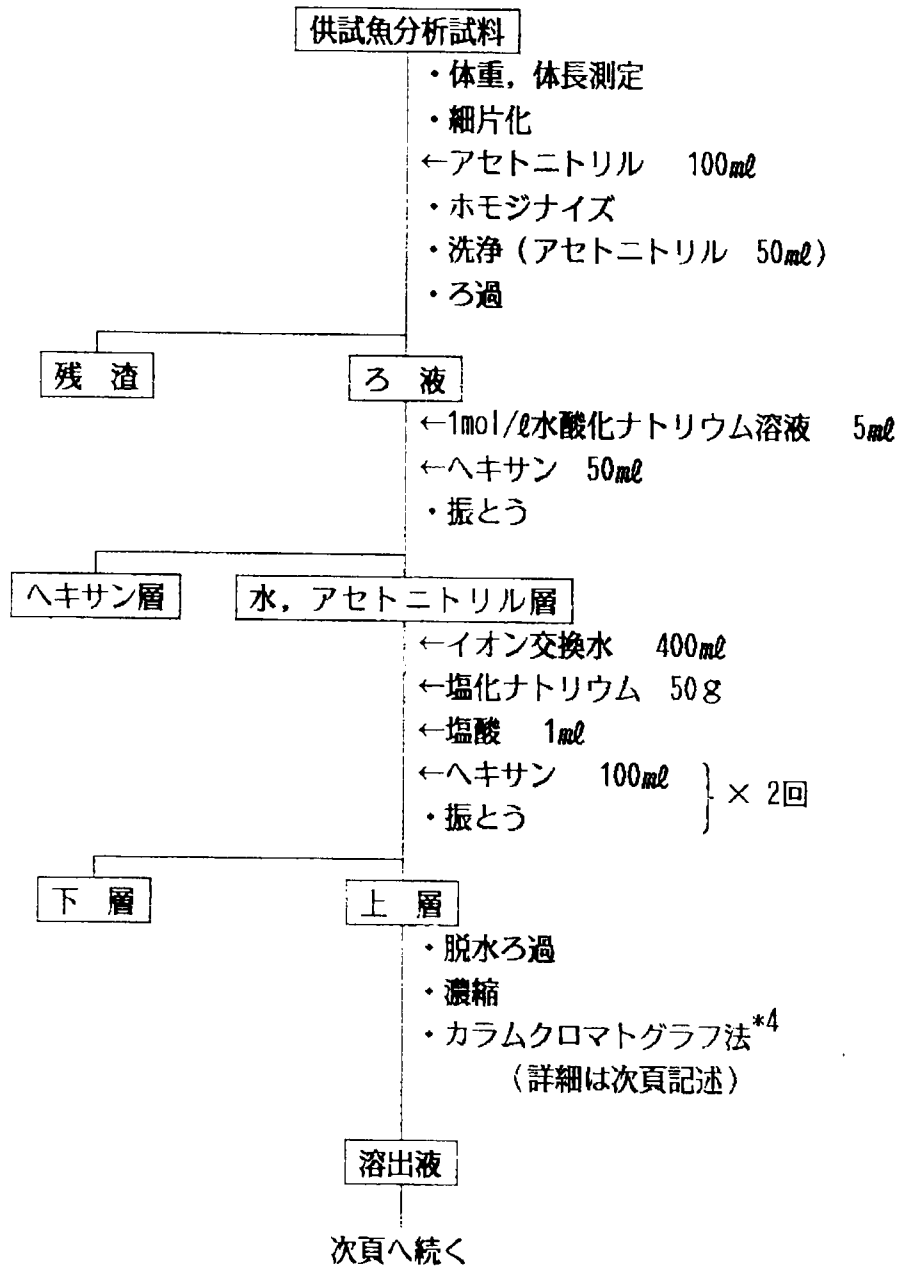 供試魚分析試料
・体重，体長測定
・細片化
←アセトニトリル　100㎖
・ホモジナイズ
・洗浄（アセトニトリル　50㎖）
・ろ過
残　渣
ろ　液
←1mol/ℓ水酸化ナトリウム溶液　5㎖
←ヘキサン　50㎖
・振とう
ヘキサン層
水，アセトニトリル層
←イオン交換水　400㎖
←塩化ナトリウム　50g
←塩酸　1㎖
←ヘキサン　100㎖
・振とう
} × 2回
下　層
上　層
・脱水ろ過
・濃縮
・カラムクロマトグラフ法*4
（詳細は次頁記述）
溶出液
次頁へ続く